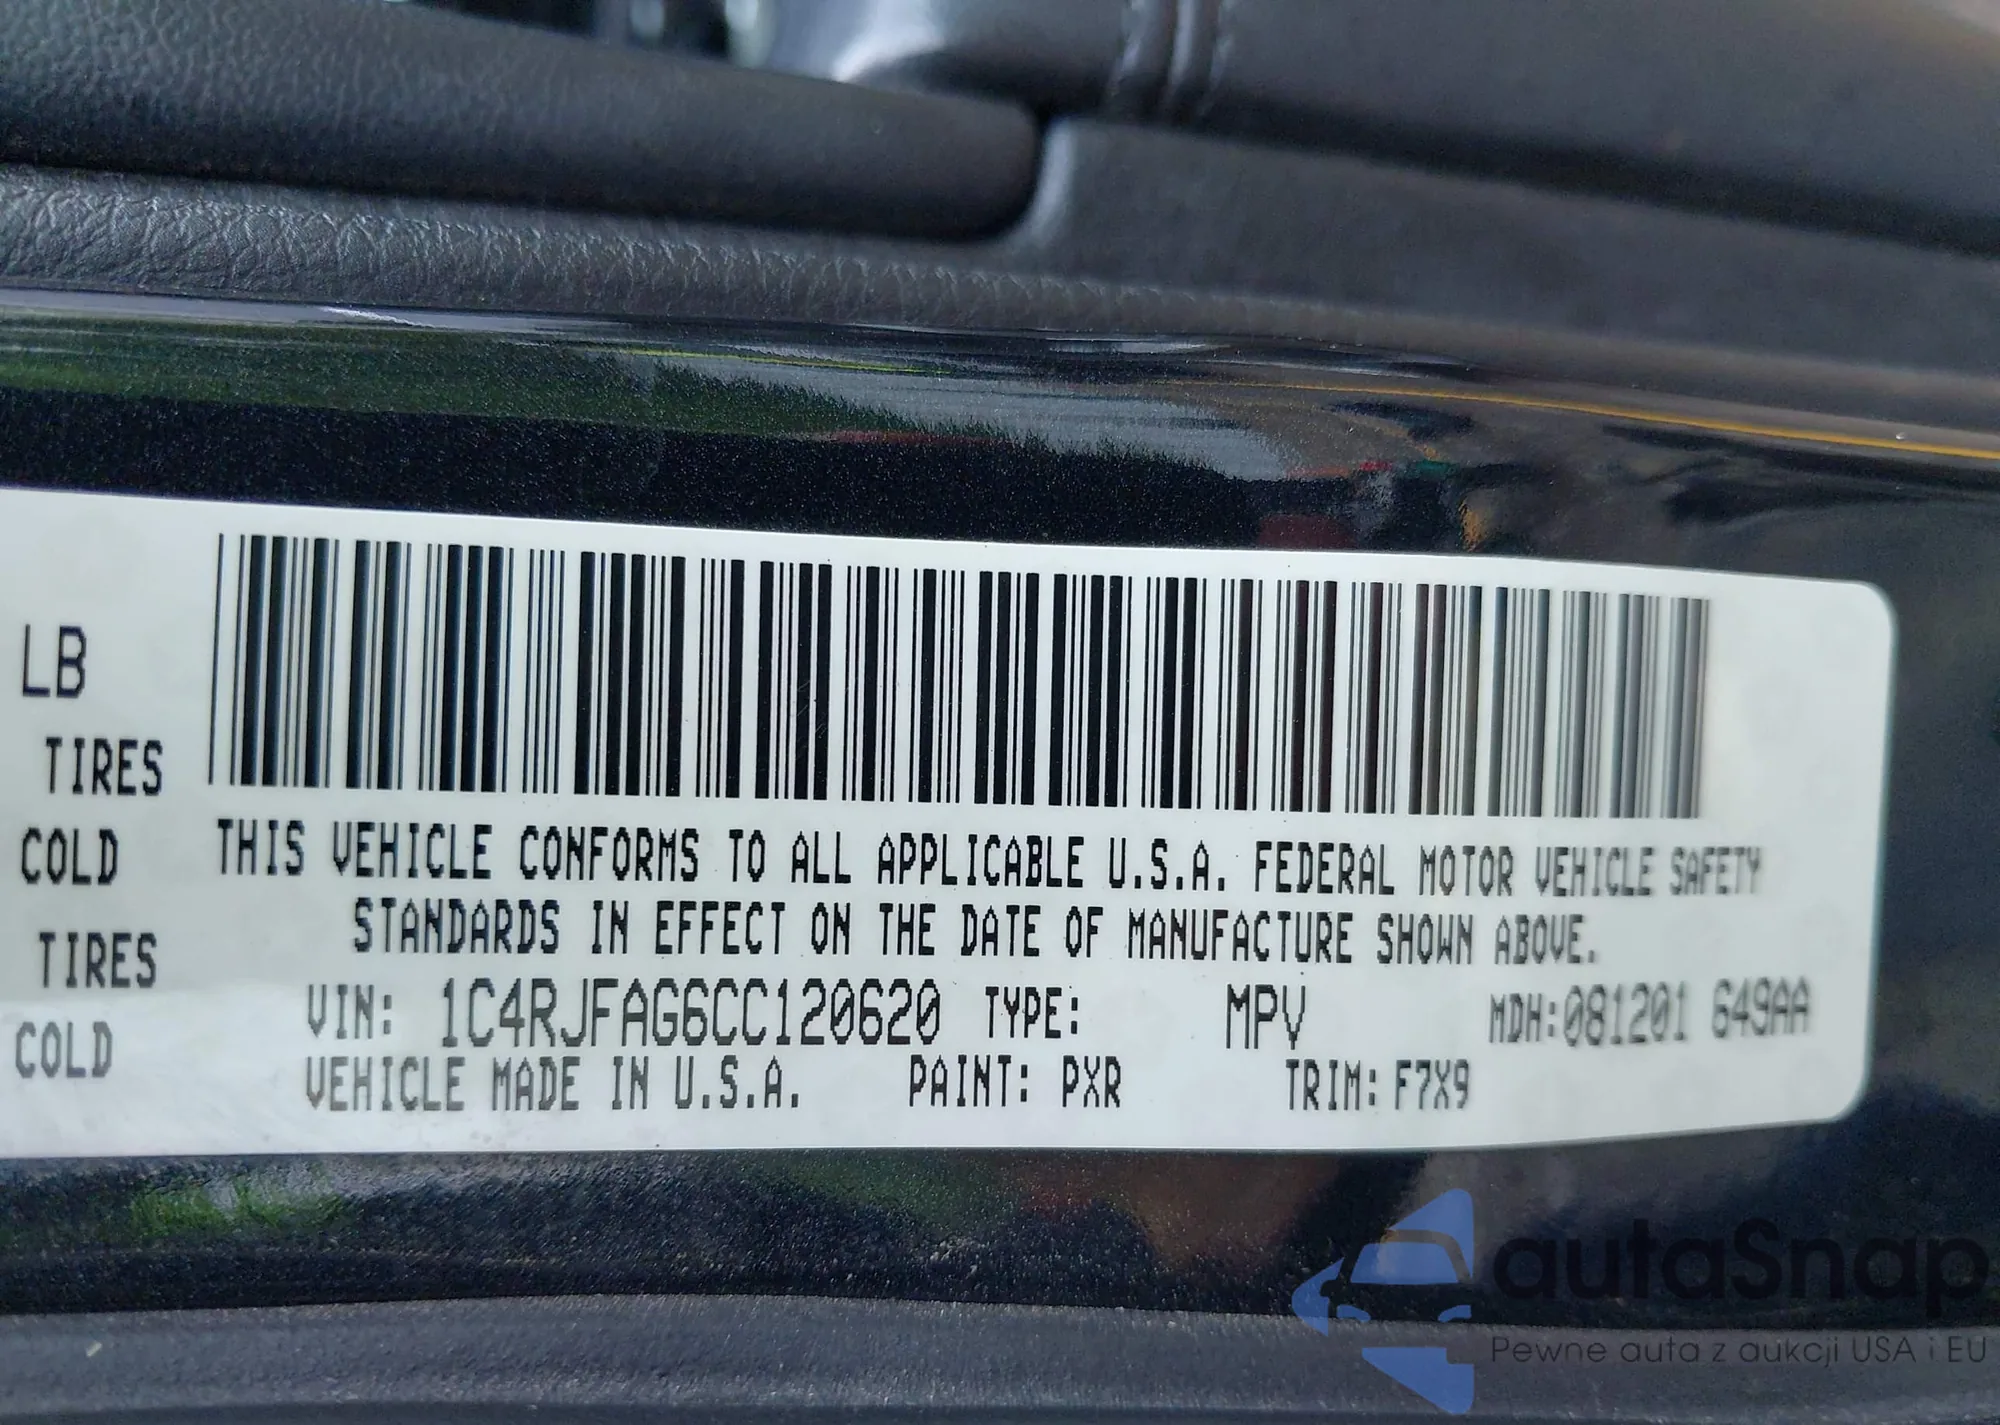 LB
TIRES
COLD
TIRES
COLD
THIS VEHICLE CONFORMS TO ALL APPLICABLE U.S.A. FEDERAL MOTOR VEHICLE SAFETY
STANDARDS IN EFFECT ON THE DATE OF MANUFACTURE SHOWN ABOVE.
VIN: 1C4RJFAG6CC120620 TYPE: MPV MDH:081201 649AA
VEHICLE MADE IN U.S.A. PAINT: PXR TRIM: F7X9
autaSnap
Pewne auta z aukcji USA i EU